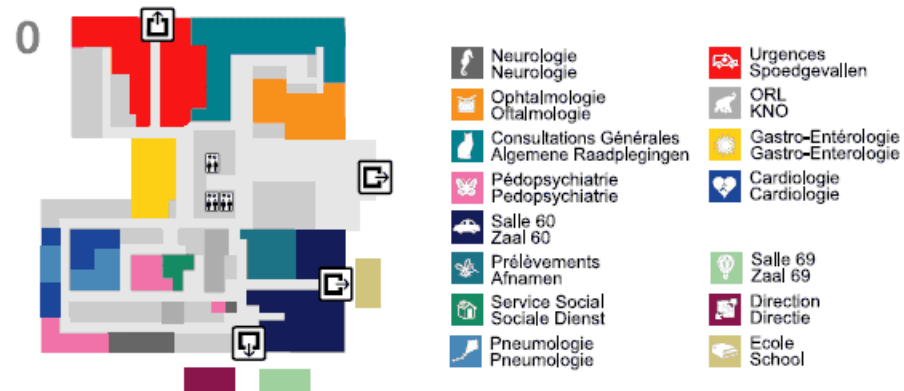 0
Neurologie
Neurologie
Ophtalmologie
Oftalmologie
Consultations Générales
Algemene Raadplegingen
Pédopsychiatrie
Pedopsychiatrie
Salle 60
Zaal 60
Prélèvements
Afnamen
Service Social
Sociale Dienst
Pneumologie
Pneumologie
Urgences
Spoedgevallen
ORL
KNO
Gastro-Entérologie
Gastro-Enterologie
Cardiologie
Cardiologie
Salle 69
Zaal 69
Direction
Directie
Ecole
School